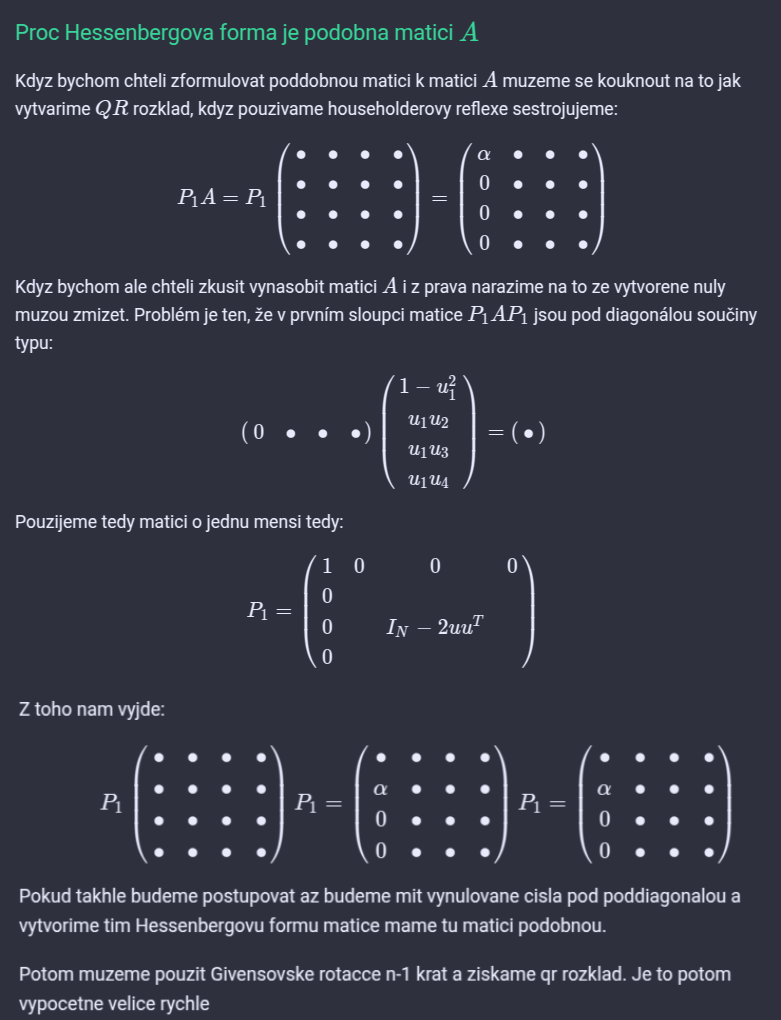 Proc Hessenbergova forma je podobna matici A
Kdyz bychom chteli zformulovat poddobnou matici k matici A muzeme se kouknout na to jak
vytvarime QR rozklad, kdyz pouzivame householderovy reflexe sestrojujeme:
P₁A = P₁ ( • • • • ; • • • • ; • • • • ; • • • • ) = ( α • • • ; 0 • • • ; 0 • • • ; 0 • • • )
Kdyz bychom ale chteli zkusit vynasobit matici A i z prava narazime na to ze vytvorene nuly
muzou zmizet. Problém je ten, že v prvním sloupci matice P₁AP₁ jsou pod diagonálou součiny
typu:
( 0 • • • ) ( 1 − u₁² ; u₁u₂ ; u₁u₃ ; u₁u₄ ) = ( • )
Pouzijeme tedy matici o jednu mensi tedy:
P₁ = ( 1 0 0 0 ; 0 ; 0 I_N − 2uuᵀ ; 0 )
Z toho nam vyjde:
P₁ ( • • • • ; • • • • ; • • • • ; • • • • ) P₁ = ( • • • • ; α • • • ; 0 • • • ; 0 • • • ) P₁ = ( • • • • ; α • • • ; 0 • • • ; 0 • • • )
Pokud takhle budeme postupovat az budeme mit vynulovane cisla pod poddiagonalou a
vytvorime tim Hessenbergovu formu matice mame tu matici podobnou.
Potom muzeme pouzit Givensovske rotacce n-1 krat a ziskame qr rozklad. Je to potom
vypocetne velice rychle